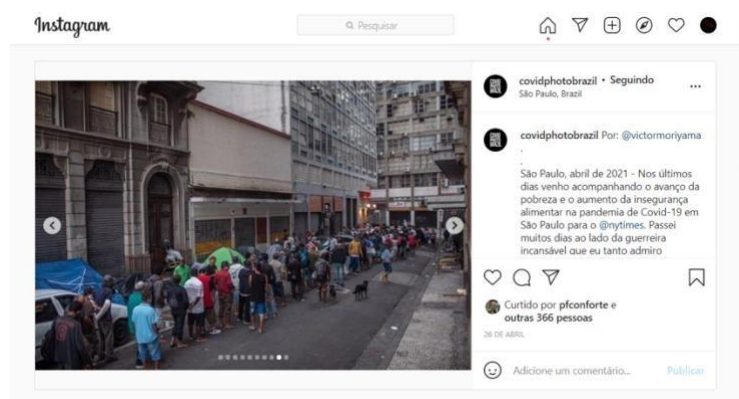 Instagram
Pesquisar
covidphotobrazil • Seguindo
São Paulo, Brazil
covidphotobrazil Por: @victormoriyama
.
.
São Paulo, abril de 2021 - Nos últimos
dias venho acompanhando o avanço da
pobreza e o aumento da insegurança
alimentar na pandemia de Covid-19 em
São Paulo para o @nytimes. Passei
muitos dias ao lado da guerreira
incansável que eu tanto admiro
Curtido por pfconforte e
outras 366 pessoas
26 DE ABRIL
Adicione um comentário... Publicar